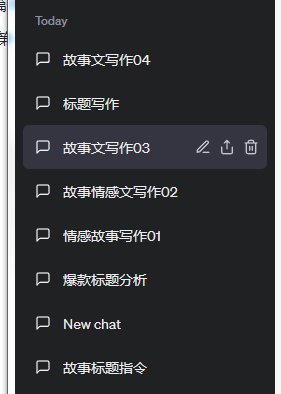 Today
故事文写作04
标题写作
故事文写作03
故事情感文写作02
情感故事写作01
爆款标题分析
New chat
故事标题指令